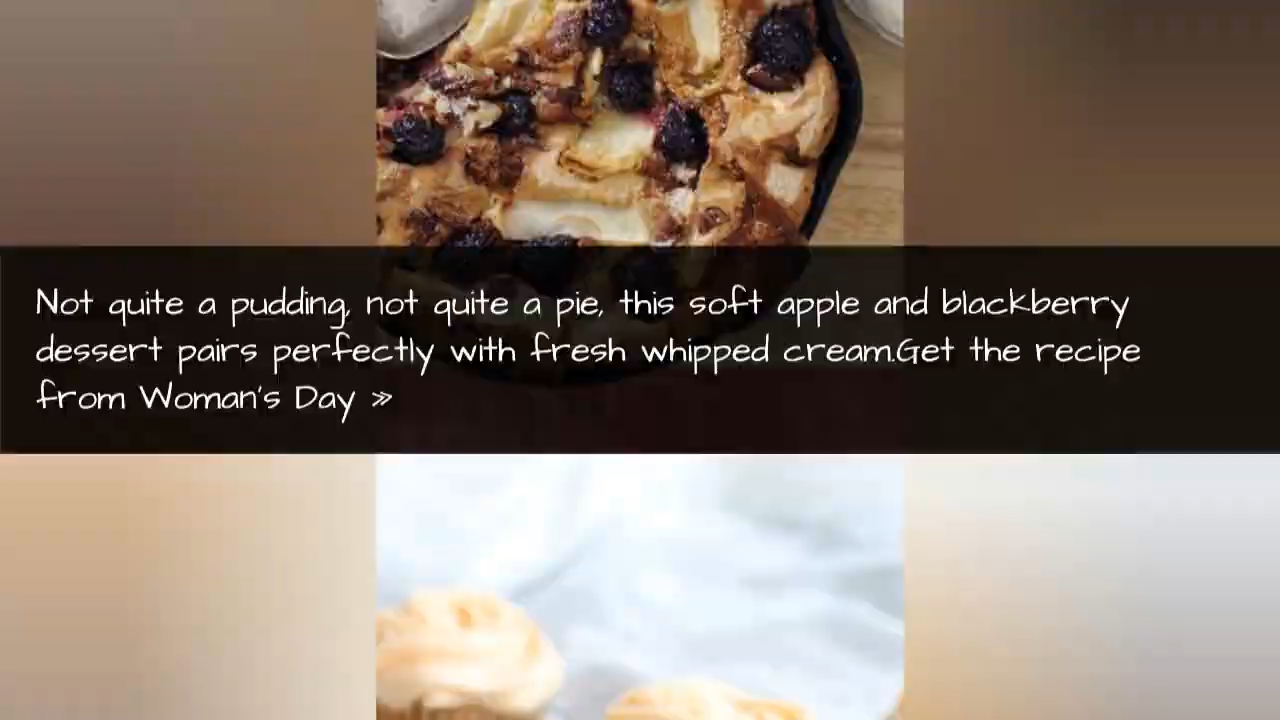 Not quite a pudding, not quite a pie, this soft apple and blackberry
dessert pairs perfectly with fresh whipped cream.Get the recipe
from Woman's Day »